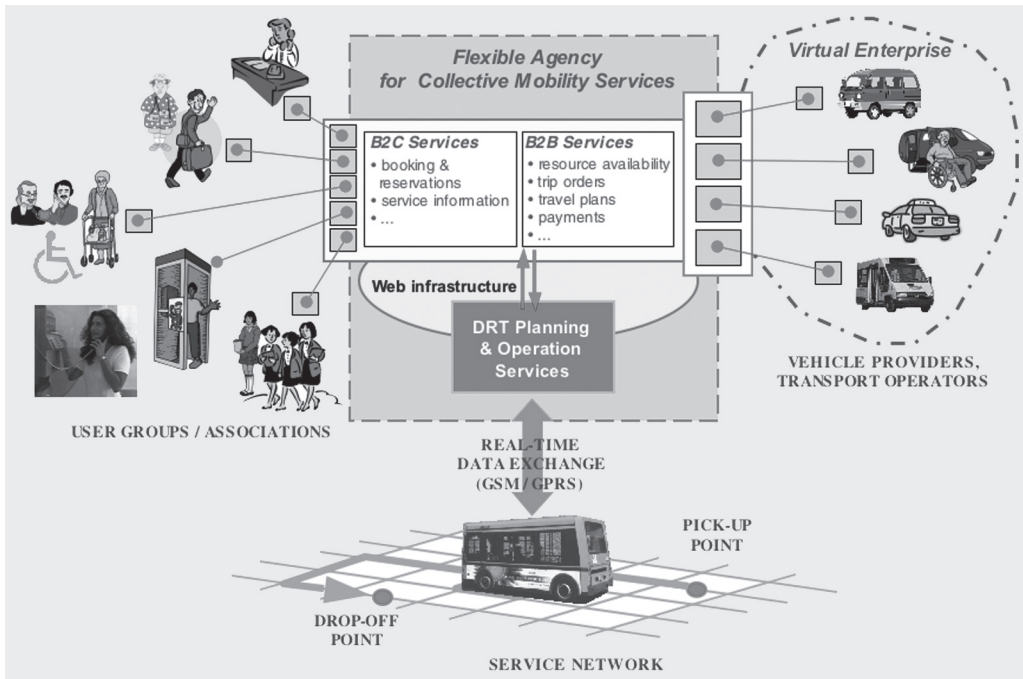 Flexible Agency
for Collective Mobility Services
Virtual Enterprise
B2C Services
• booking &
reservations
• service information
• ...
B2B Services
• resource availability
• trip orders
• travel plans
• payments
• ...
Web infrastructure
DRT Planning
& Operation
Services
VEHICLE PROVIDERS,
TRANSPORT OPERATORS
USER GROUPS / ASSOCIATIONS
REAL-TIME
DATA EXCHANGE
(GSM / GPRS)
PICK-UP
POINT
DROP-OFF
POINT
SERVICE NETWORK